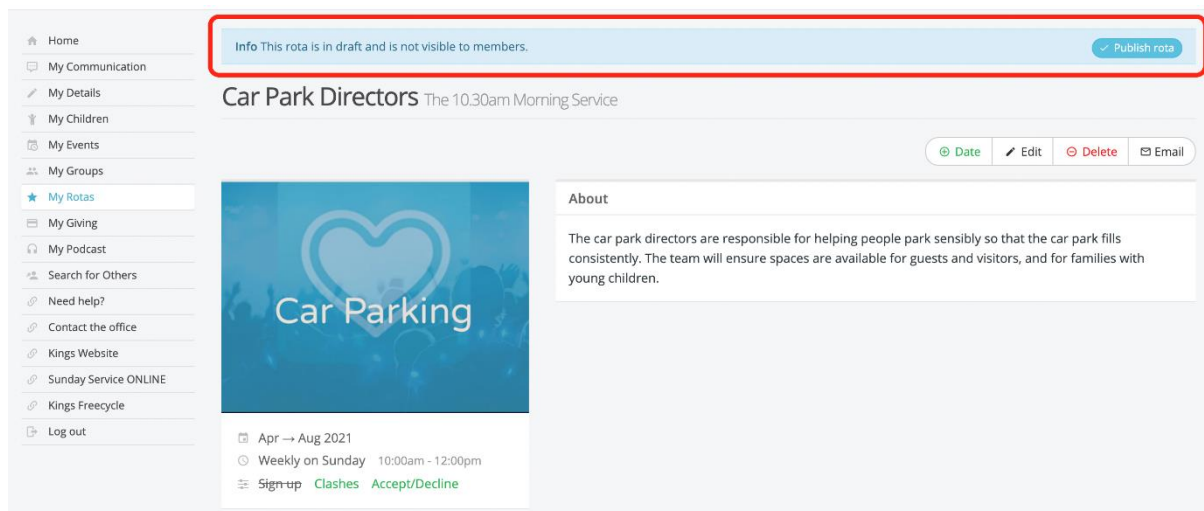 Home
My Communication
My Details
My Children
My Events
My Groups
My Rotas
My Giving
My Podcast
Search for Others
Need help?
Contact the office
Kings Website
Sunday Service ONLINE
Kings Freecycle
Log out
Info This rota is in draft and is not visible to members.
Publish rota
Car Park Directors The 10.30am Morning Service
Date Edit Delete Email
Car Parking
Apr → Aug 2021
Weekly on Sunday 10:00am - 12:00pm
Sign up Clashes Accept/Decline
About
The car park directors are responsible for helping people park sensibly so that the car park fills
consistently. The team will ensure spaces are available for guests and visitors, and for families with
young children.